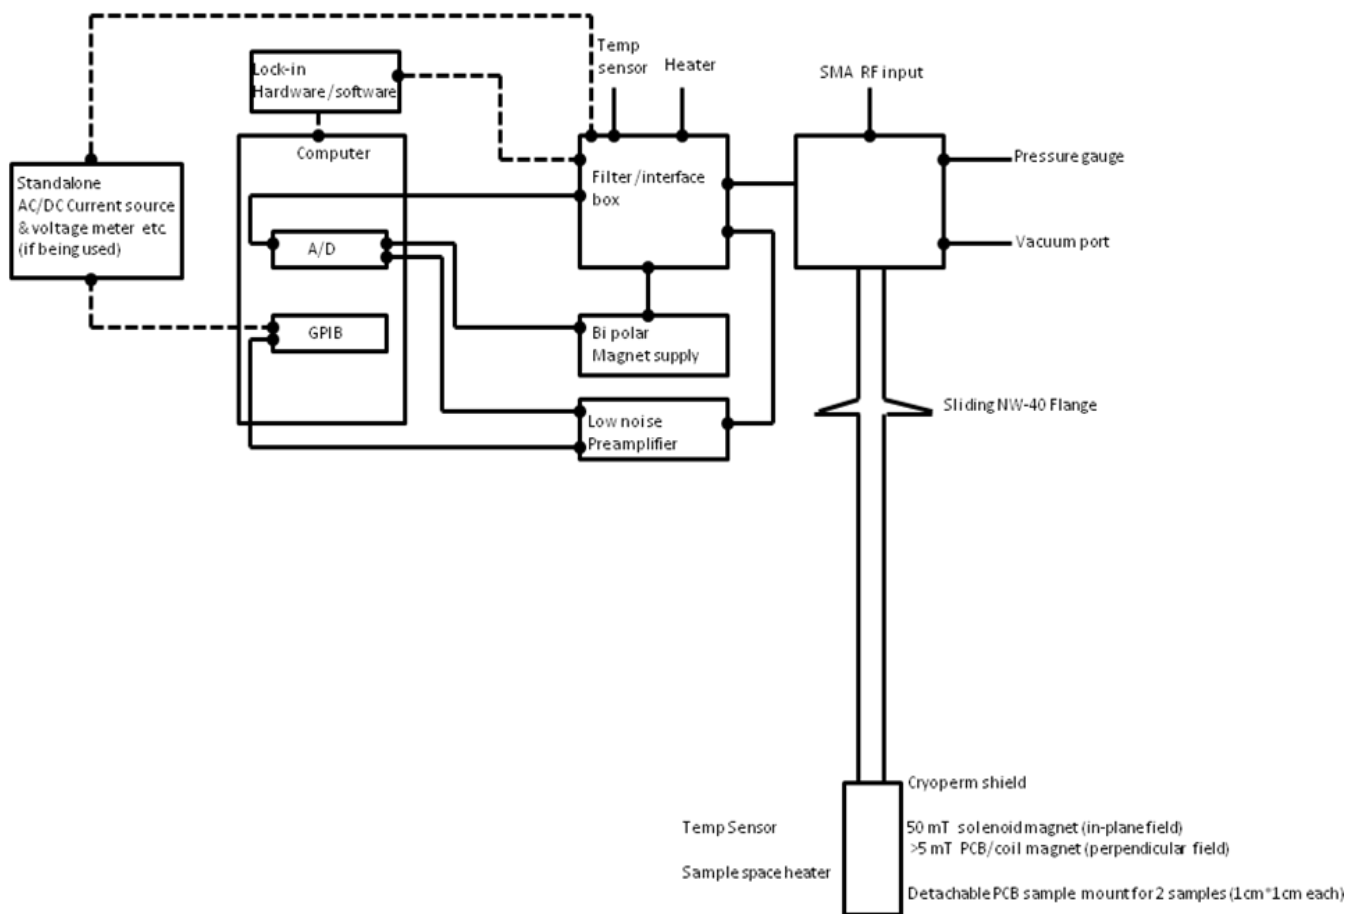 Temp
sensor
Heater
SMA RF input
Lock-in
Hardware/software
Computer
Pressure gauge
Standalone
AC/DC Current source
& voltage meter etc.
(if being used)
Filter/interface
box
A/D
Vacuum port
GPIB
Bi polar
Magnet supply
Sliding NW-40 Flange
Low noise
Preamplifier
Cryoperm shield
Temp Sensor
50 mT solenoid magnet (in-plane field)
>5 mT PCB/coil magnet (perpendicular field)
Sample space heater
Detachable PCB sample mount for 2 samples (1cm*1cm each)